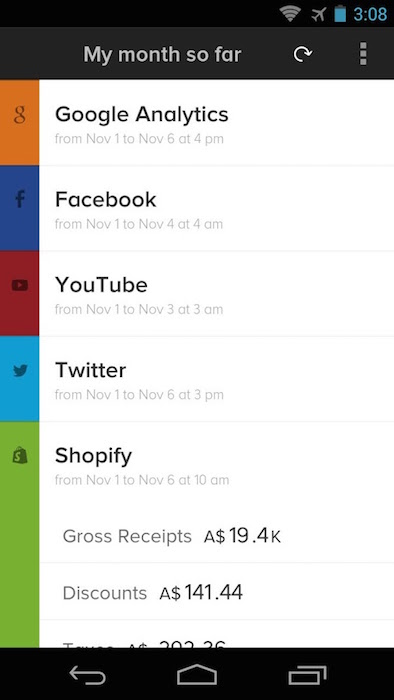 3:08
My month so far
Google Analytics
from Nov 1 to Nov 6 at 4 pm
Facebook
from Nov 1 to Nov 4 at 4 am
YouTube
from Nov 1 to Nov 3 at 3 am
Twitter
from Nov 1 to Nov 6 at 3 pm
Shopify
from Nov 1 to Nov 6 at 10 am
Gross Receipts A$ 19.4K
Discounts A$ 141.44
Taxes A$ 292.36